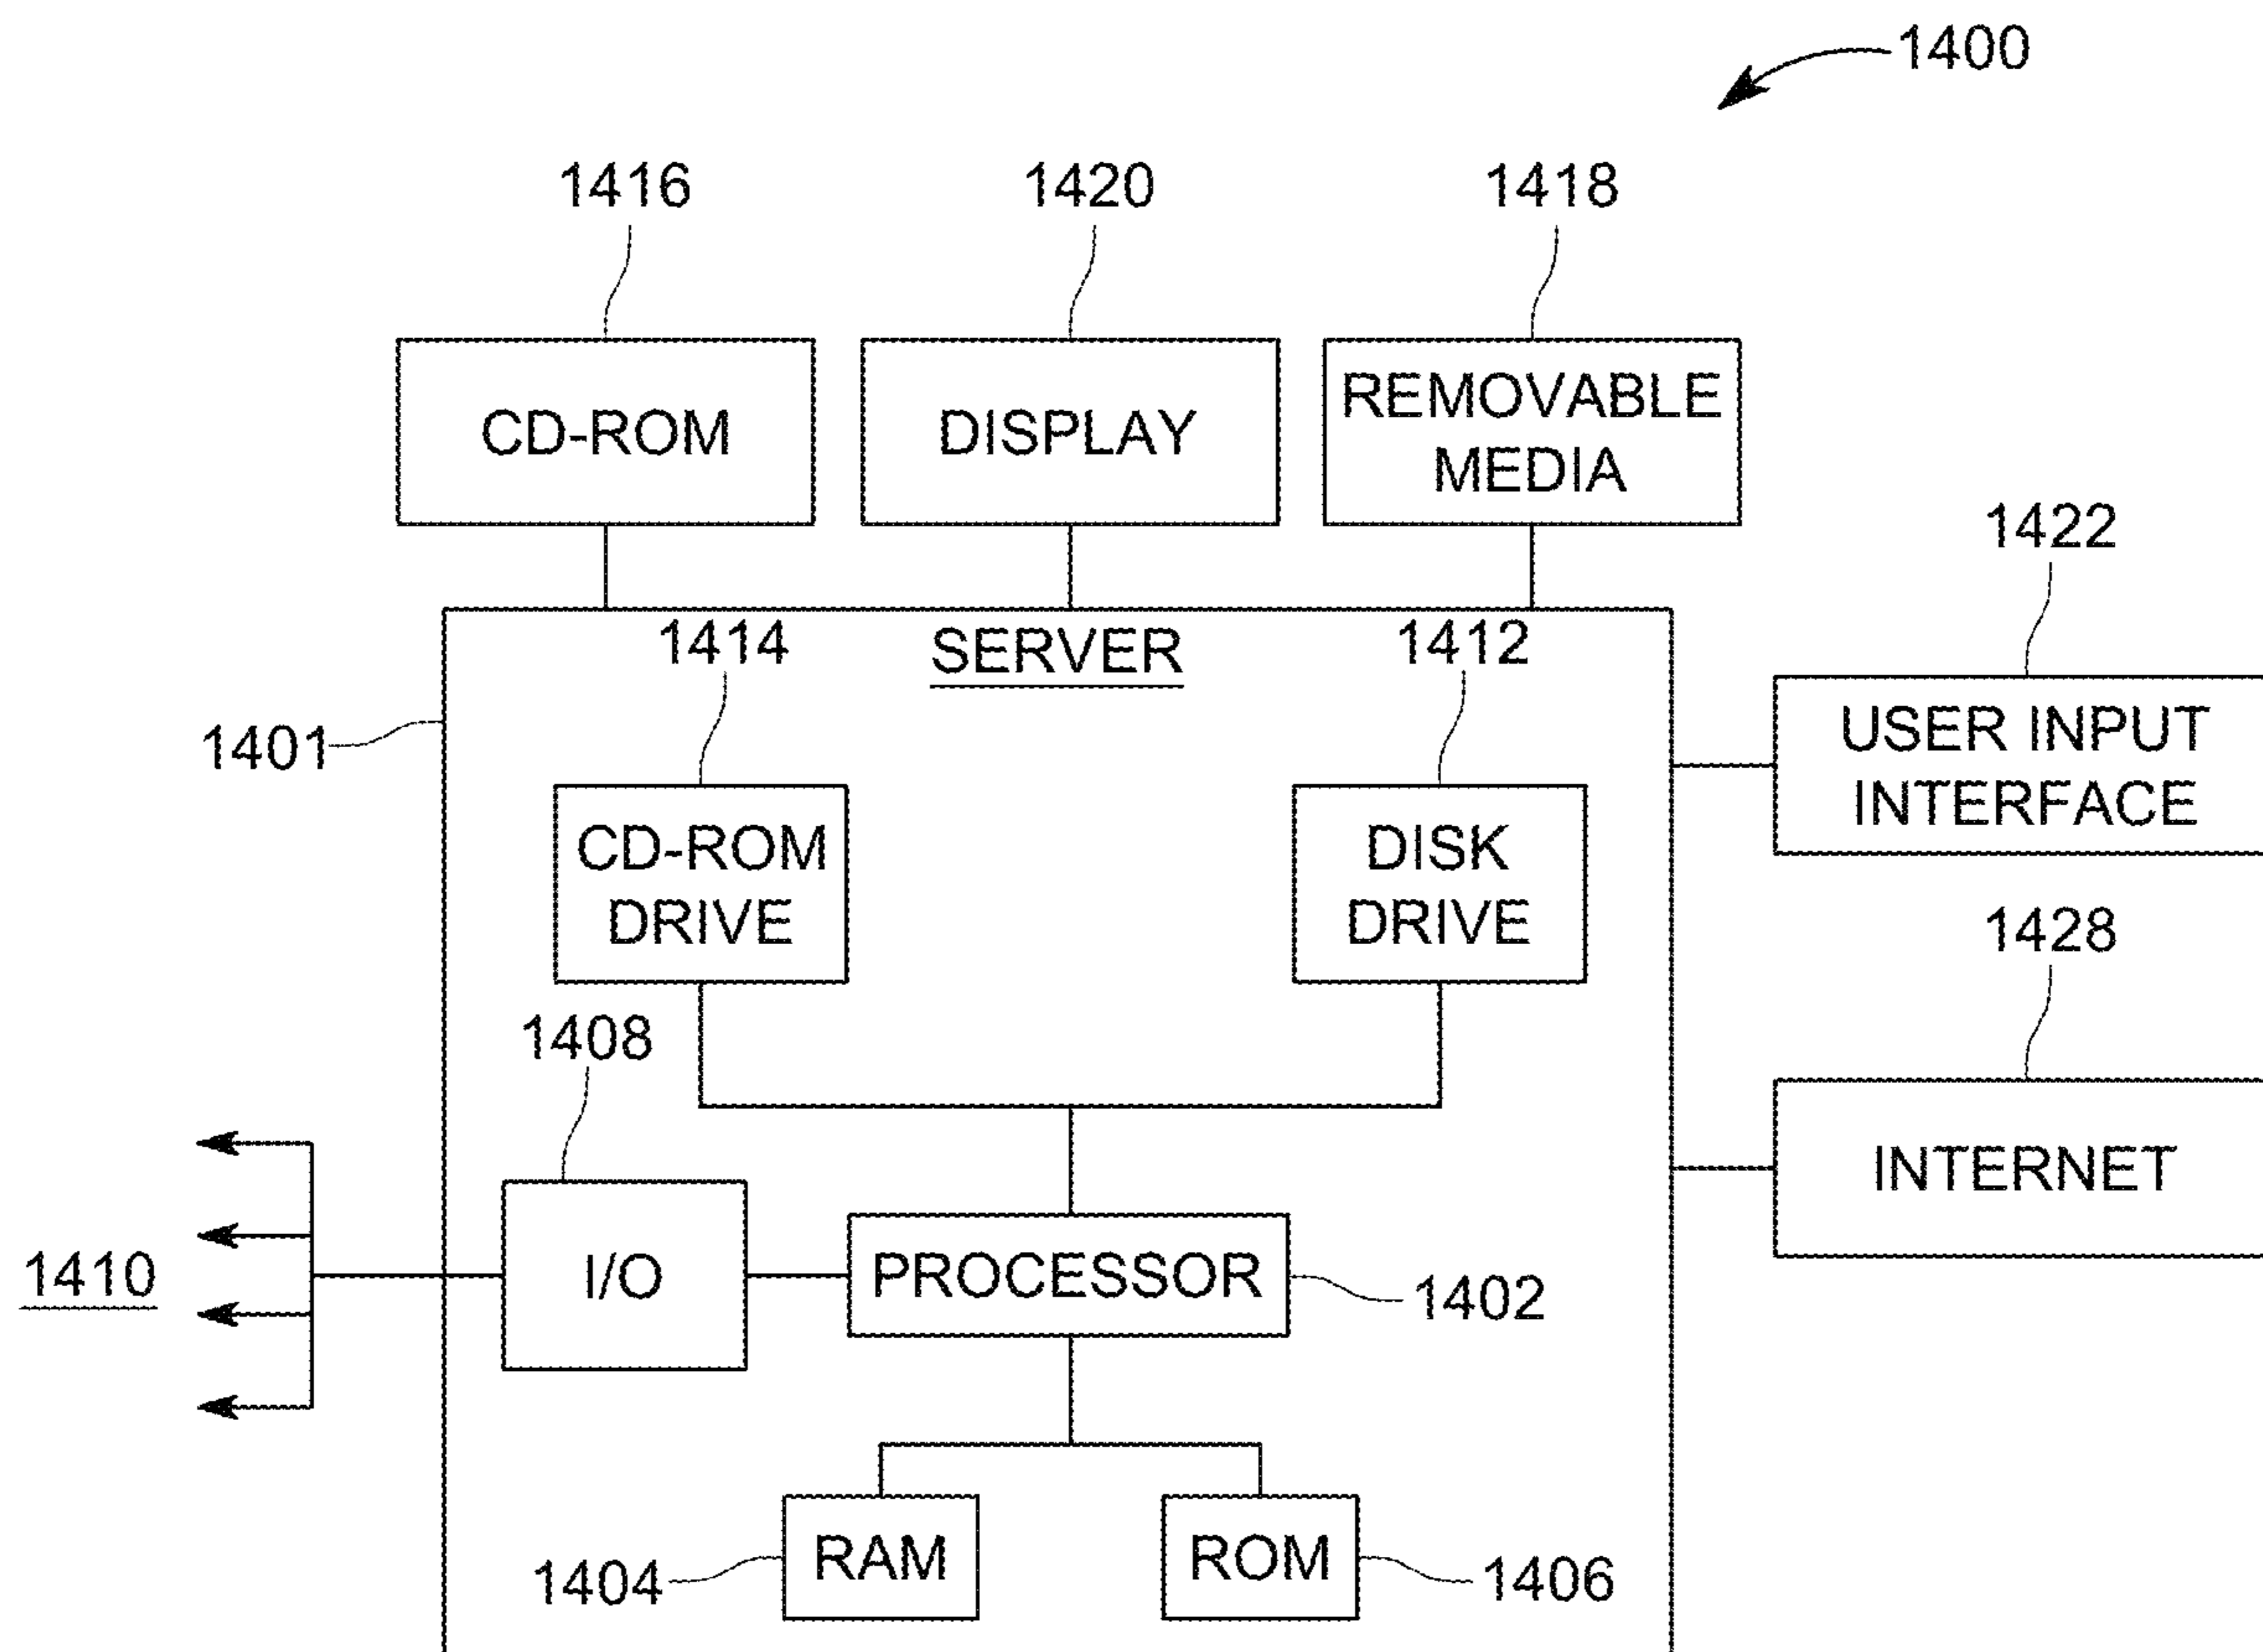 1400
1416
1420
1418
CD-ROM
DISPLAY
REMOVABLE
MEDIA
1422
1414
SERVER
1412
1401
USER INPUT
INTERFACE
CD-ROM
DRIVE
DISK
DRIVE
1428
1408
INTERNET
1410
I/O
PROCESSOR
1402
RAM
ROM
1404
1406